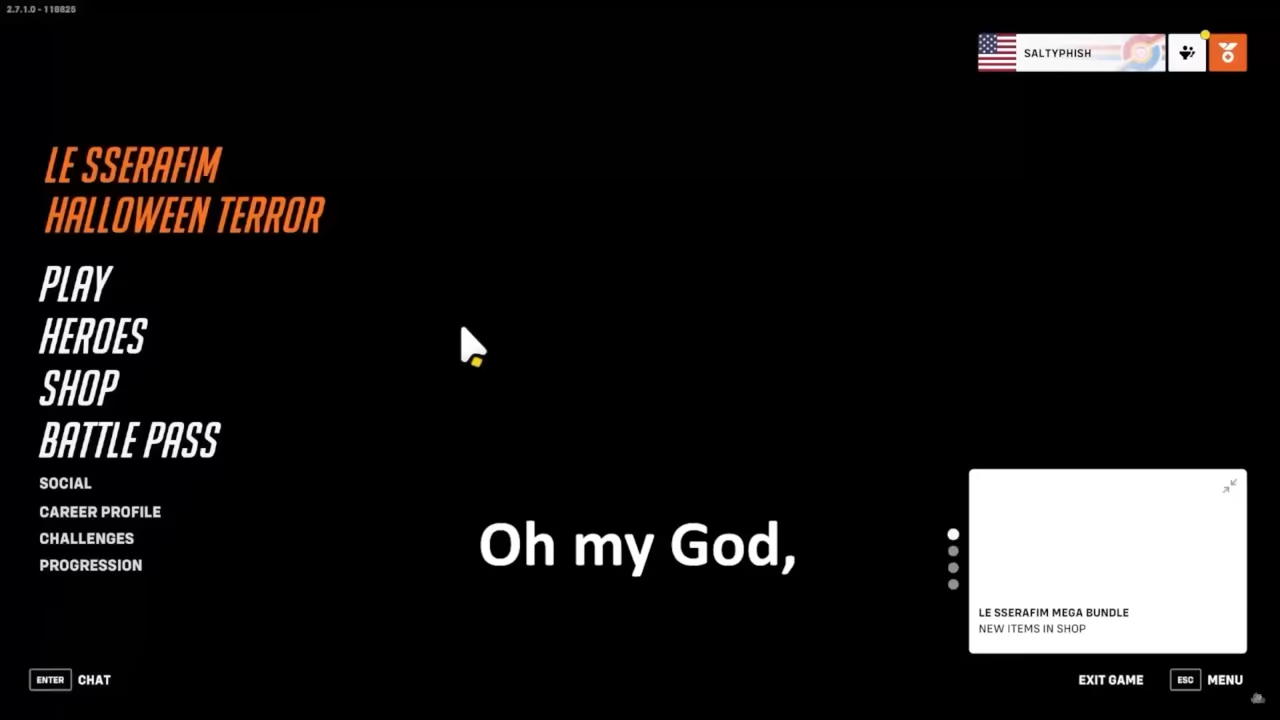 2.7.1.0 - 118825
SALTYPHISH
LE SSERAFIM
HALLOWEEN TERROR
PLAY
HEROES
SHOP
BATTLE PASS
SOCIAL
CAREER PROFILE
CHALLENGES
PROGRESSION
Oh my God,
LE SSERAFIM MEGA BUNDLE
NEW ITEMS IN SHOP
ENTER CHAT
EXIT GAME ESC MENU